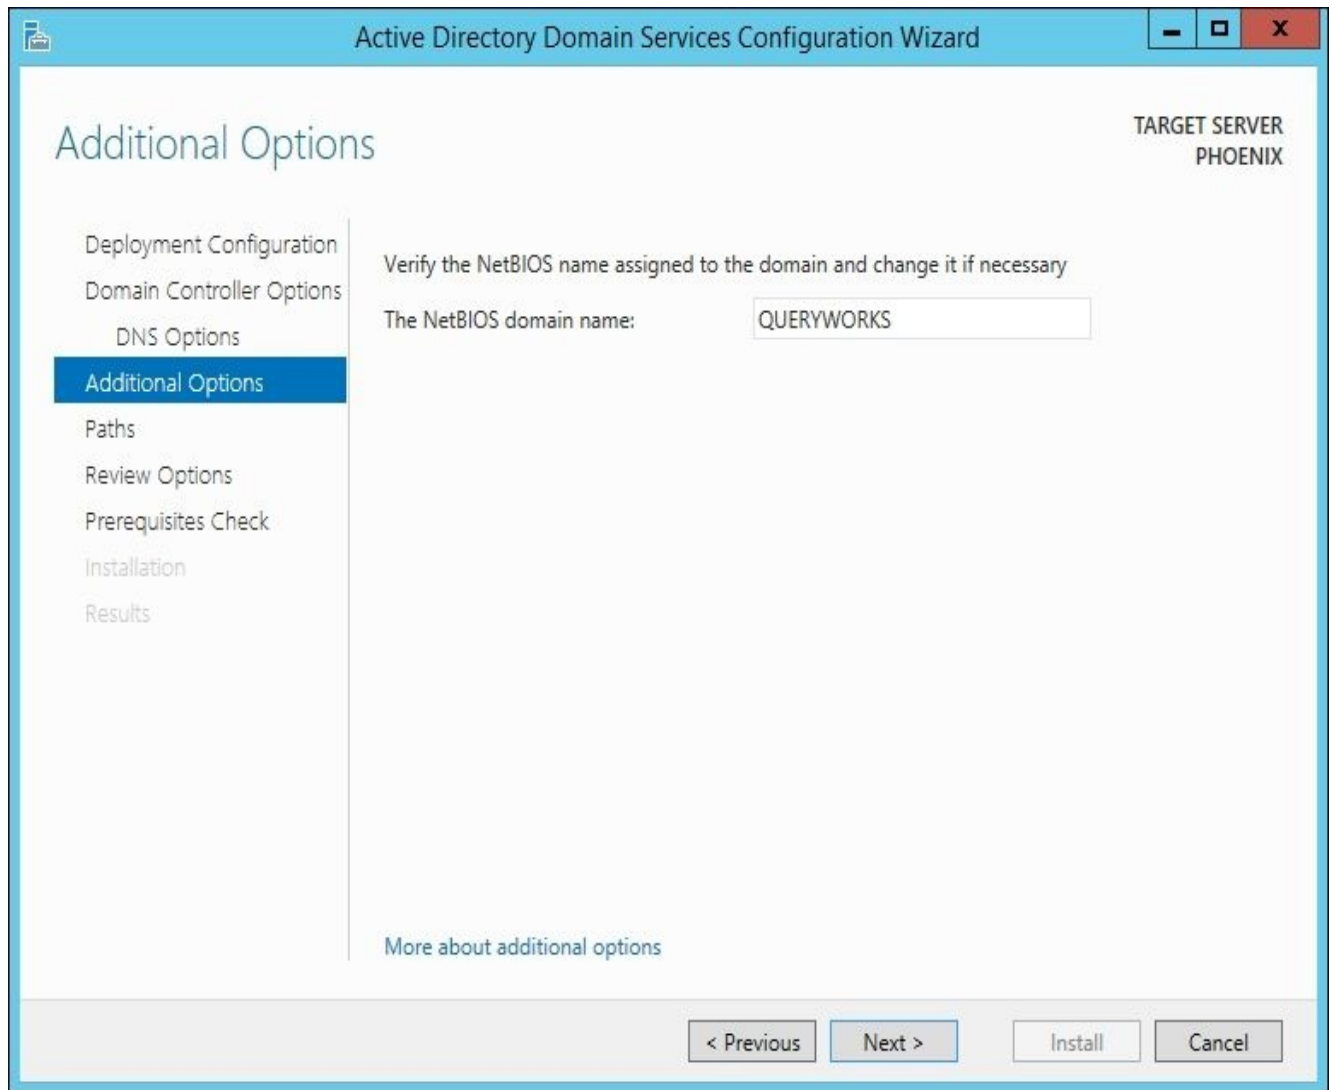 Active Directory Domain Services Configuration Wizard
Additional Options
TARGET SERVER
PHOENIX
Deployment Configuration
Domain Controller Options
DNS Options
Additional Options
Paths
Review Options
Prerequisites Check
Installation
Results
Verify the NetBIOS name assigned to the domain and change it if necessary
The NetBIOS domain name: QUERYWORKS
More about additional options
< Previous Next > Install Cancel